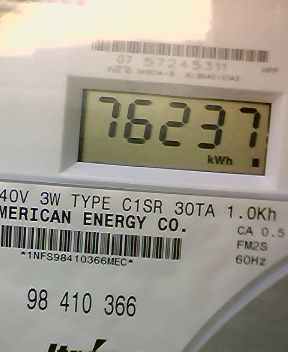 07 57245311
76237
kWh
40V 3W TYPE C1SR 30TA 1.0Kh
MERICAN ENERGY CO.
CA 0.5
FM2S
60Hz
*1NFS98410366MEC*
98 410 366